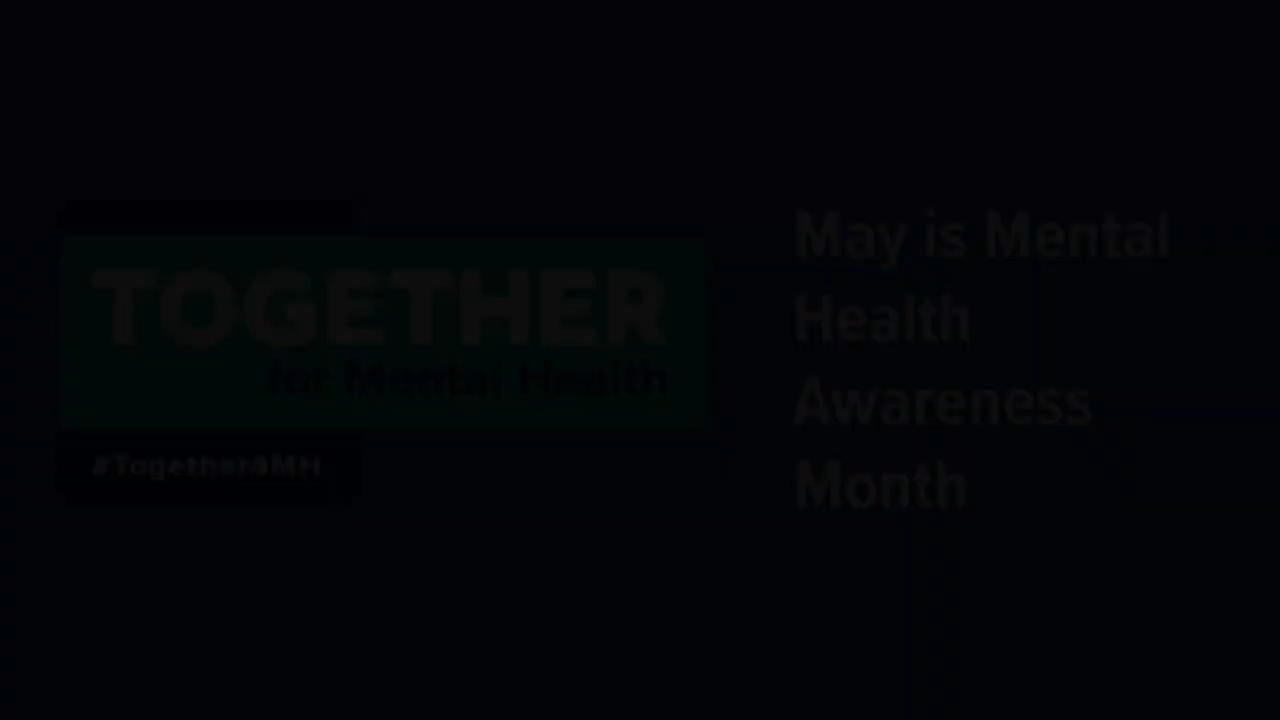 TOGETHER
for Mental Health
#Together4MH
May is Mental
Health
Awareness
Month